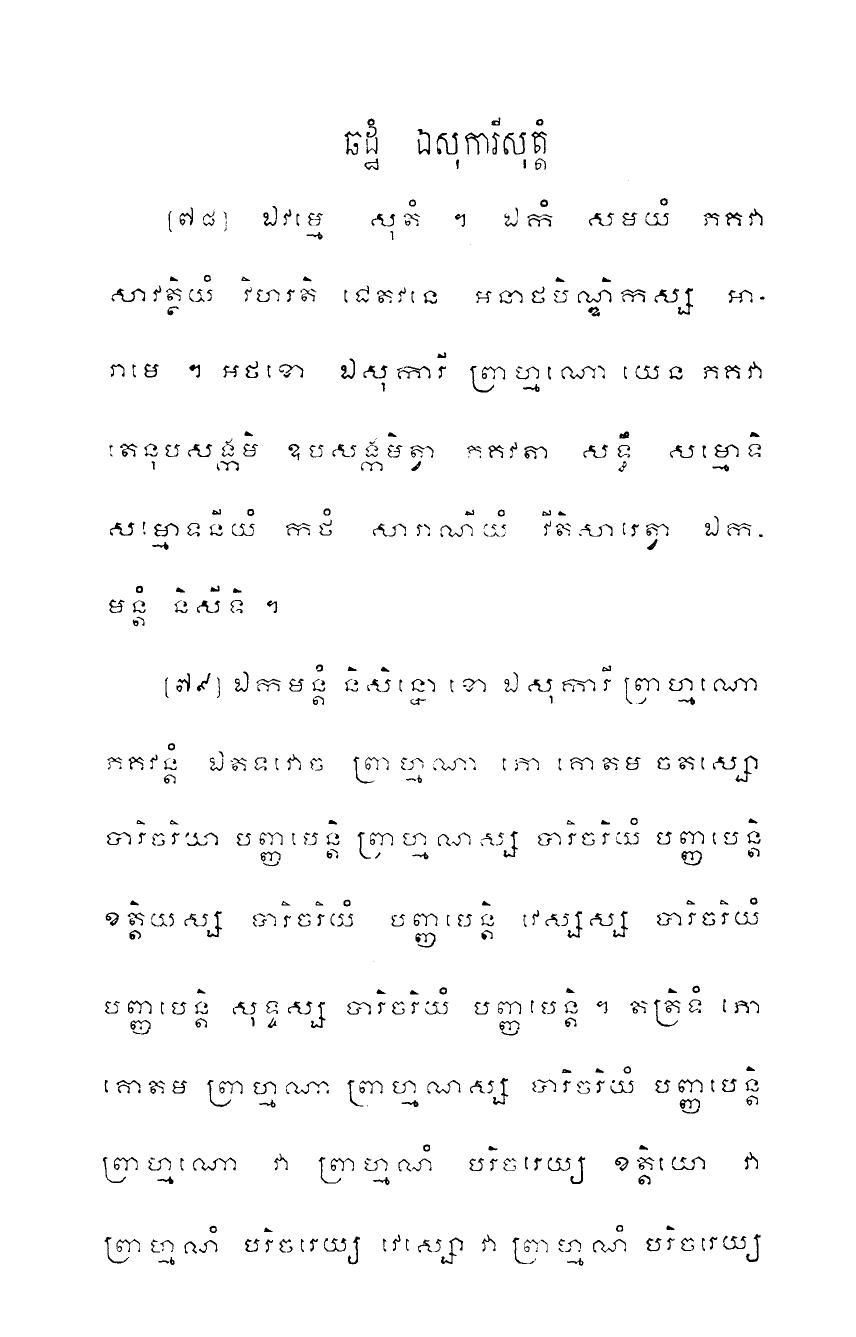 ឆដ្ឋំ ឯសុការីសុត្តំ
[៧៨] ឯវម្មេ សុតំ ។ ឯកំ សមយំ ភគវា
សាវត្ថិយំ វិហរតិ ជេតវនេ អនាថបិណ្ឌិកស្ស អា-
រាមេ ។ អថខោ ឯសុការី ព្រាហ្មណោ យេន ភគវា
តេនុបសង្កមិ ឧបសង្កមិត្វា ភគវតា សទ្ធឹ សម្មោទិ
សម្មោទនីយំ កថំ សារាណីយំ វីតិសារេត្វា ឯក-
មន្តំ និសីទិ ។
[៧៩] ឯកមន្តំ និសិន្នោ ខោ ឯសុការី ព្រាហ្មណោ
ភគវន្តំ ឯតទវោច ព្រាហ្មណា ភោ គោតម ចតស្សោ
បារិចរិយា បញ្ញបេន្តិ ព្រាហ្មណស្ស បារិចរិយំ បញ្ញបេន្តិ
ខត្តិយស្ស បារិចរិយំ បញ្ញបេន្តិ វេស្សស្ស បារិចរិយំ
បញ្ញបេន្តិ សុទ្ទស្ស បារិចរិយំ បញ្ញបេន្តិ ។ តត្រិទំ ភោ
គោតម ព្រាហ្មណា ព្រាហ្មណស្ស បារិចរិយំ បញ្ញបេន្តិ
ព្រាហ្មណោ វា ព្រាហ្មណំ បរិចរេយ្យ ខត្តិយោ វា
ព្រាហ្មណំ បរិចរេយ្យ វេស្សោ វា ព្រាហ្មណំ បរិចរេយ្យ